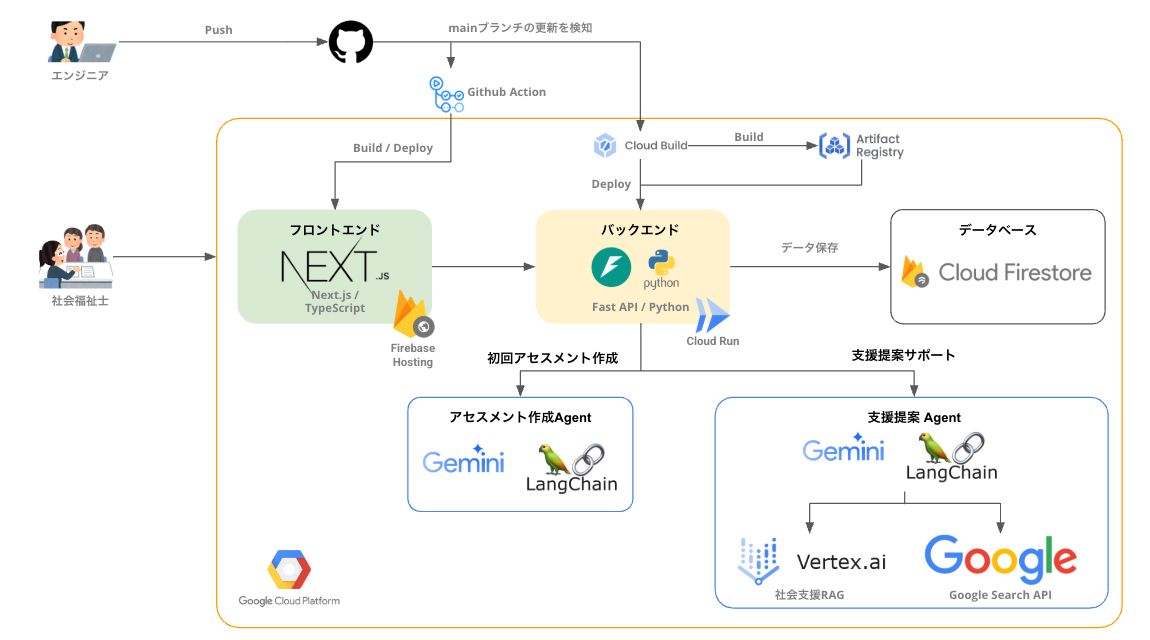 Push
mainブランチの更新を検知
エンジニア
Github Action
Build / Deploy
Cloud Build
Build
Artifact
Registry
Deploy
フロントエンド
NEXT.JS
Next.js /
TypeScript
Firebase
Hosting
バックエンド
python
Fast API / Python
Cloud Run
データ保存
データベース
Cloud Firestore
社会福祉士
初回アセスメント作成
支援提案サポート
アセスメント作成Agent
Gemini
LangChain
支援提案 Agent
Gemini
LangChain
Vertex.ai
社会支援RAG
Google
Google Search API
Google Cloud Platform